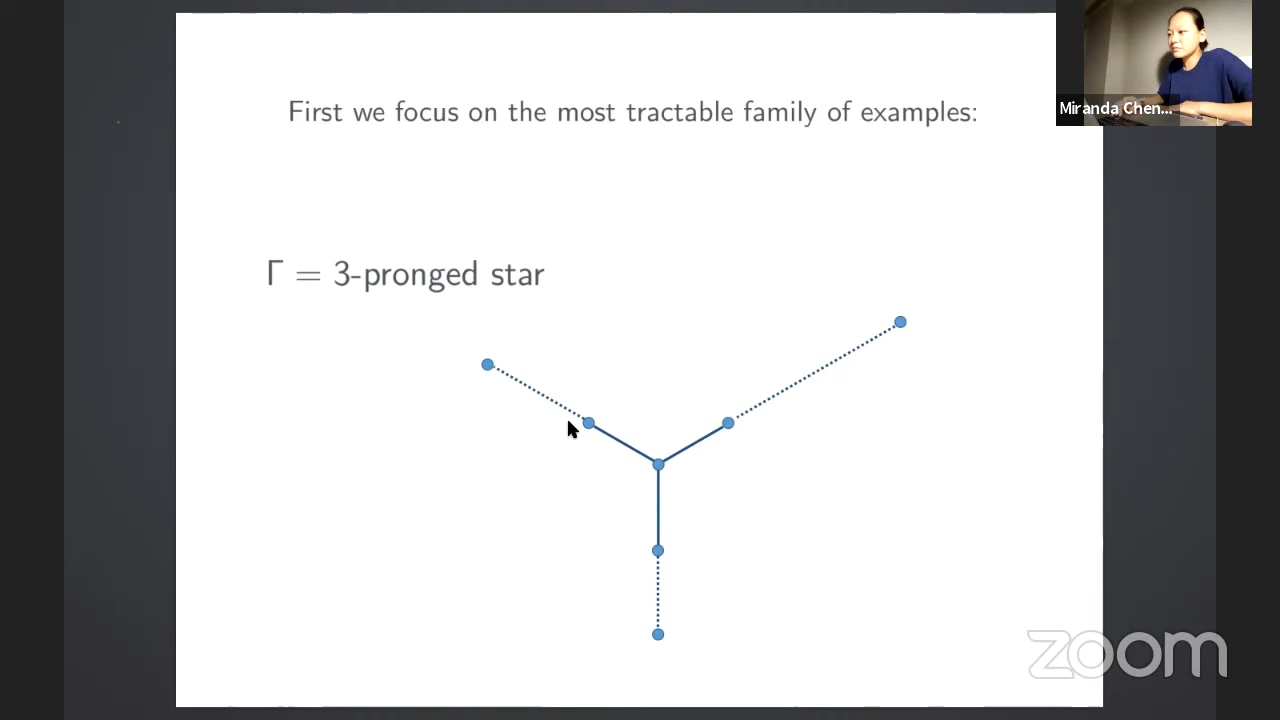 First we focus on the most tractable family of examples:
Miranda Chen...
Γ = 3-pronged star
zoom